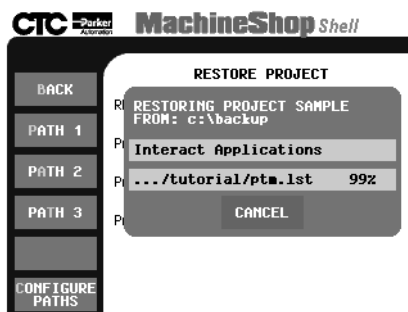 CTC Parker
Automation
MachineShop Shell
RESTORE PROJECT
BACK
PATH 1
PATH 2
PATH 3
CONFIGURE
PATHS
RESTORING PROJECT SAMPLE
FROM: c:\backup
Interact Applications
.../tutorial/ptm.lst 99%
CANCEL